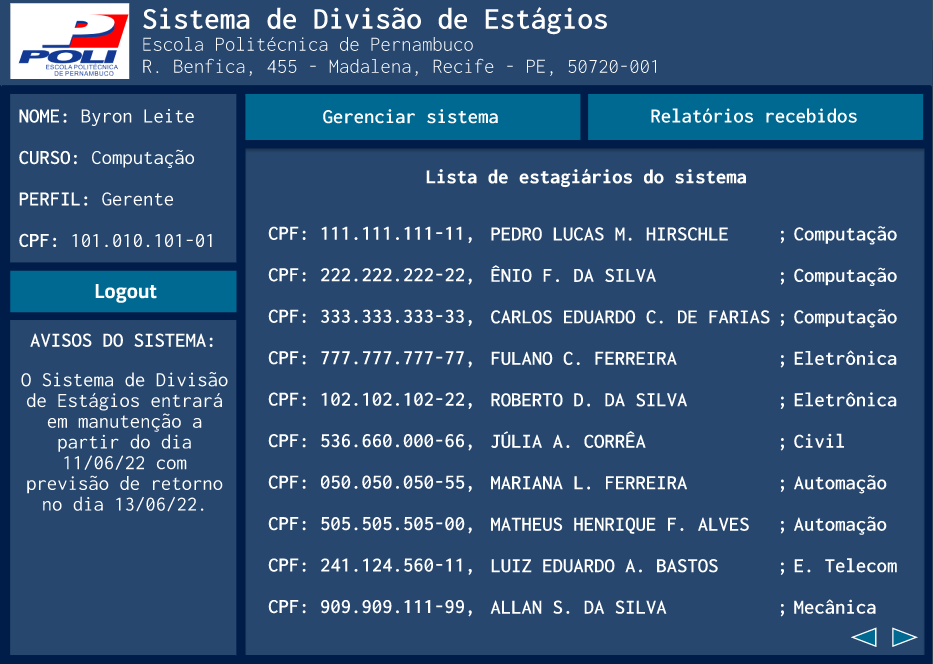 POLI
ESCOLA POLITÉCNICA
DE PERNAMBUCO
Sistema de Divisão de Estágios
Escola Politécnica de Pernambuco
R. Benfica, 455 - Madalena, Recife - PE, 50720-001
NOME: Byron Leite
CURSO: Computação
PERFIL: Gerente
CPF: 101.010.101-01
Logout
AVISOS DO SISTEMA:
O Sistema de Divisão
de Estágios entrará
em manutenção a
partir do dia
11/06/22 com
previsão de retorno
no dia 13/06/22.
Gerenciar sistema
Relatórios recebidos
Lista de estagiários do sistema
CPF: 111.111.111-11, PEDRO LUCAS M. HIRSCHLE ; Computação
CPF: 222.222.222-22, ÊNIO F. DA SILVA ; Computação
CPF: 333.333.333-33, CARLOS EDUARDO C. DE FARIAS ; Computação
CPF: 777.777.777-77, FULANO C. FERREIRA ; Eletrônica
CPF: 102.102.102-22, ROBERTO D. DA SILVA ; Eletrônica
CPF: 536.660.000-66, JÚLIA A. CORRÊA ; Civil
CPF: 050.050.050-55, MARIANA L. FERREIRA ; Automação
CPF: 505.505.505-00, MATHEUS HENRIQUE F. ALVES ; Automação
CPF: 241.124.560-11, LUIZ EDUARDO A. BASTOS ; E. Telecom
CPF: 909.909.111-99, ALLAN S. DA SILVA ; Mecânica